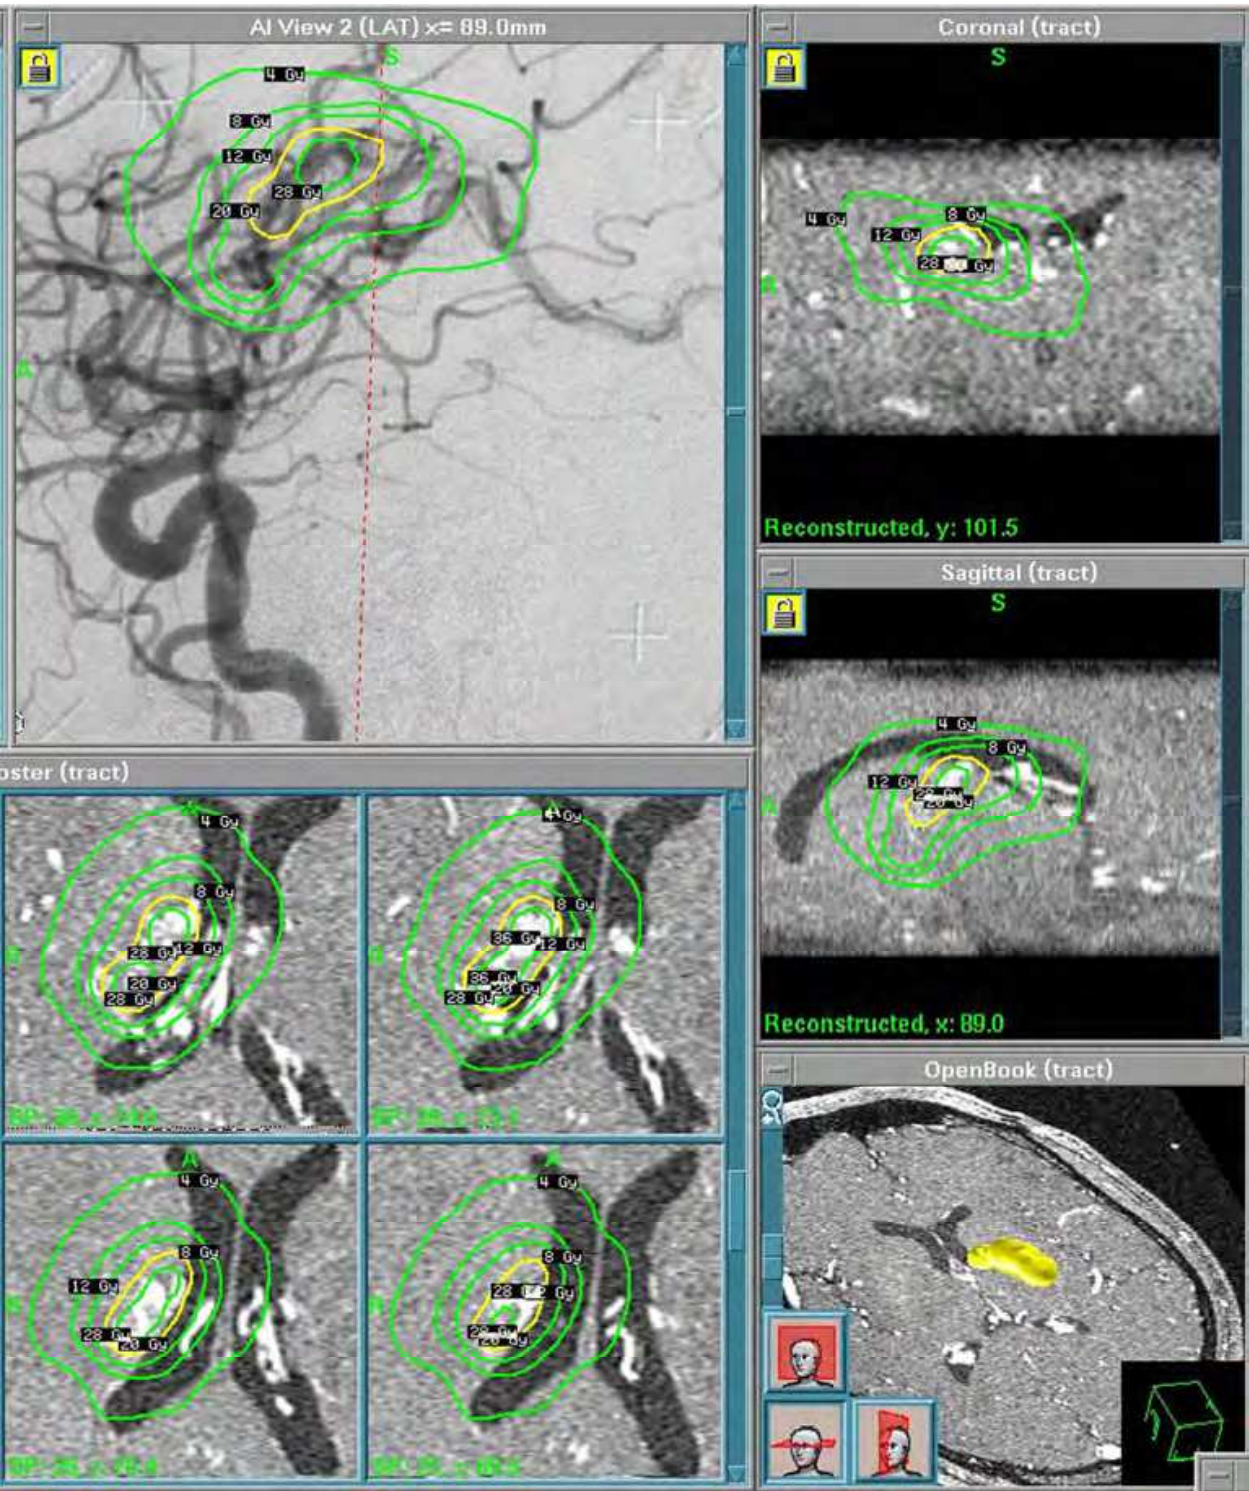 AI View 2 (LAT) x= 89.0mm
S
4 Gy
8 Gy
12 Gy
28 Gy
20 Gy
A
Coronal (tract)
S
4 Gy
8 Gy
12 Gy
28
Gy
R
Reconstructed, y: 101.5
Sagittal (tract)
S
4 Gy
8 Gy
12 Gy
A
Reconstructed, x: 89.0
oster (tract)
4 Gy
8 Gy
28 Gy
12 Gy
20 Gy
28 Gy
4 Gy
8 Gy
36 Gy
12 Gy
36 Gy
28 Gy
20 Gy
A
4 Gy
8 Gy
12 Gy
28 Gy
20 Gy
A
4 Gy
8 Gy
OpenBook (tract)